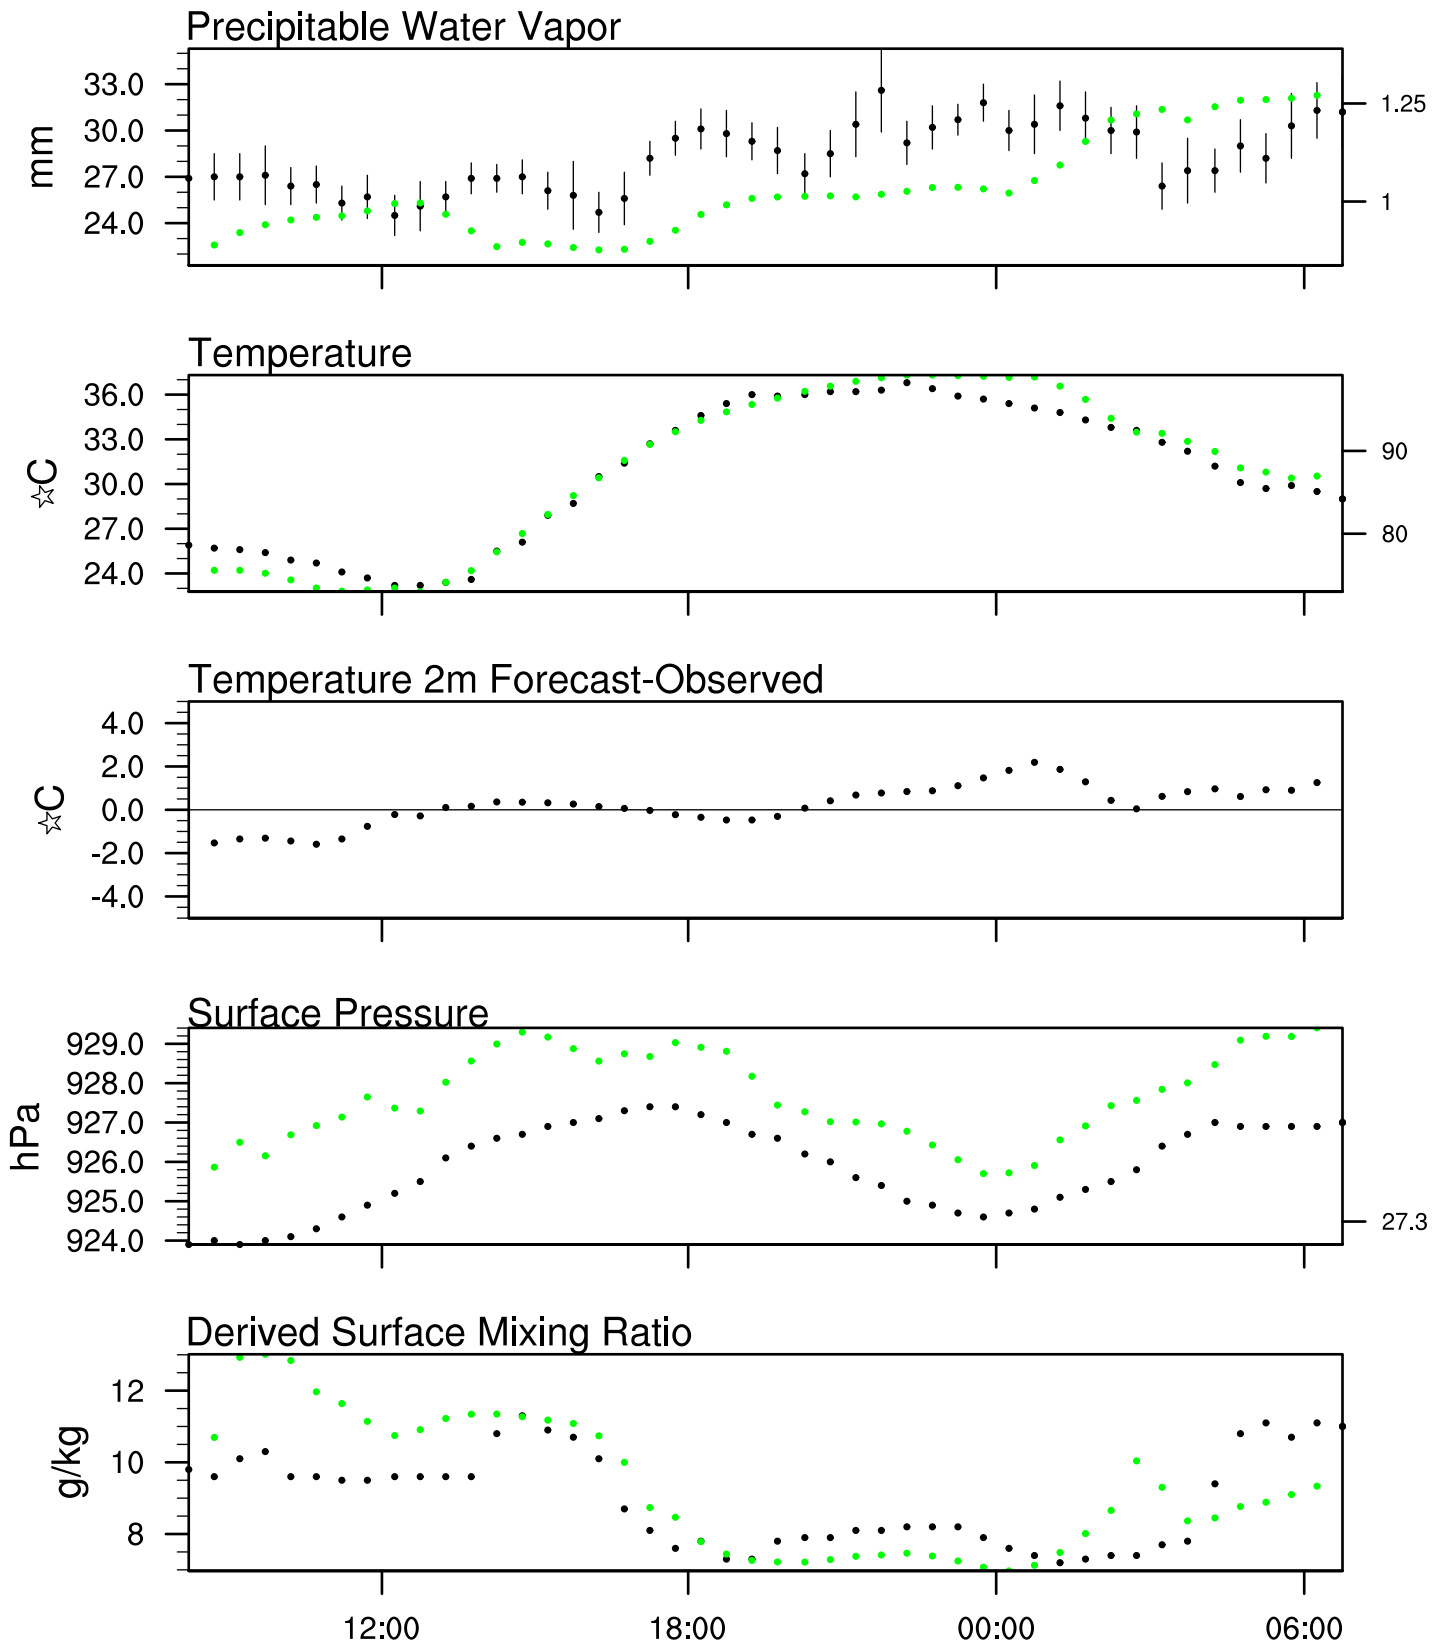 Precipitable Water Vapor
mm
33.0
30.0
27.0
24.0
1.25
1
Temperature
☆C
36.0
33.0
30.0
27.0
24.0
90
80
Temperature 2m Forecast-Observed
☆C
4.0
2.0
0.0
-2.0
-4.0
Surface Pressure
hPa
929.0
928.0
927.0
926.0
925.0
924.0
27.3
Derived Surface Mixing Ratio
g/kg
12
10
8
12:00 18:00 00:00 06:00